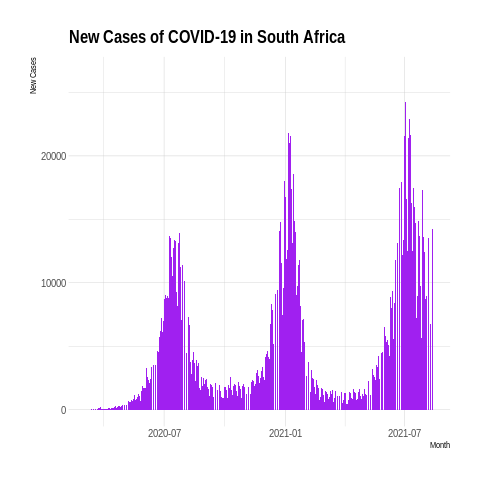 New Cases of COVID-19 in South Africa
New Cases
20000
10000
0
2020-07
2021-01
2021-07
Month